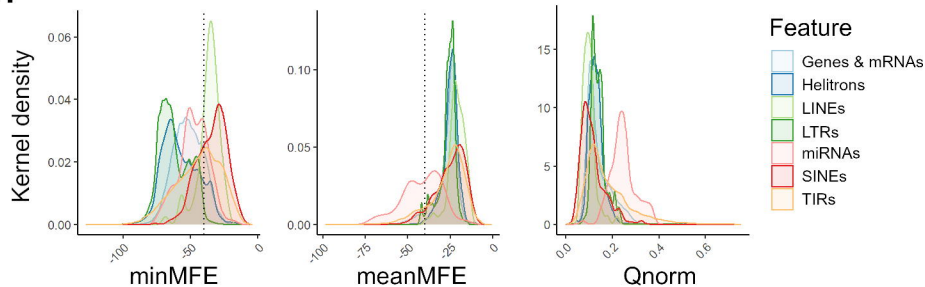 Kernel density
0.06
0.04
0.02
0.00
-100
-50
0
minMFE
0.10
0.05
0.00
-100
-75
-50
-25
0
meanMFE
15
10
5
0
0.0
0.2
0.4
0.6
Qnorm
Feature
Genes & mRNAs
Helitrons
LINEs
LTRs
miRNAs
SINEs
TIRs